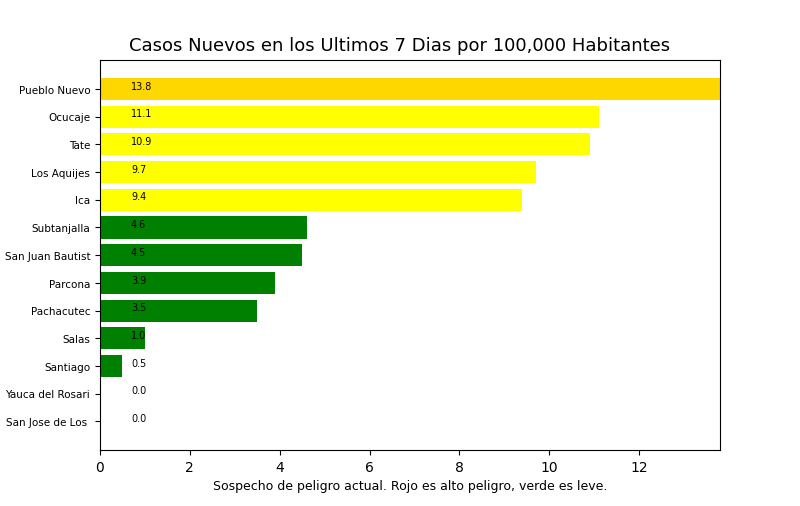 Casos Nuevos en los Ultimos 7 Dias por 100,000 Habitantes
Pueblo Nuevo 13.8
Ocucaje 11.1
Tate 10.9
Los Aquijes 9.7
Ica 9.4
Subtanjalla 4.6
San Juan Bautist 4.5
Parcona 3.9
Pachacutec 3.5
Salas 1.0
Santiago 0.5
Yauca del Rosari 0.0
San Jose de Los 0.0
0 2 4 6 8 10 12
Sospecho de peligro actual. Rojo es alto peligro, verde es leve.